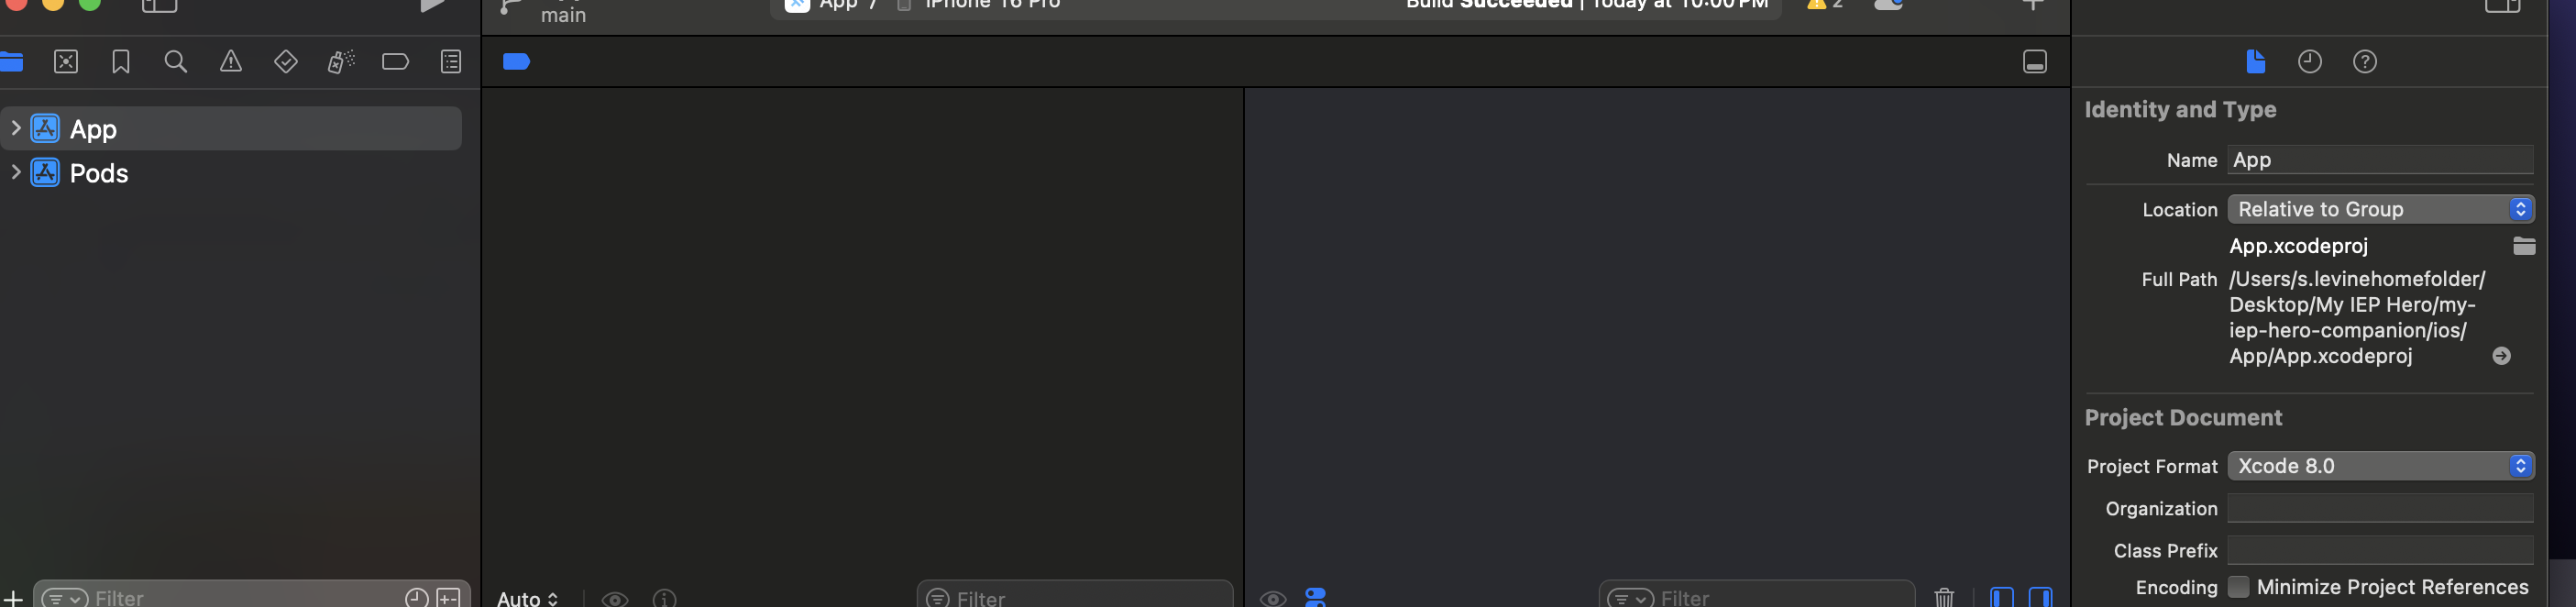 main
App
iPhone 16 Pro
Build Succeeded | Today at 10:00 PM
2
App
Pods
Filter
Auto
Filter
Filter
Identity and Type
Name App
Location Relative to Group
App.xcodeproj
Full Path /Users/s.levinehomefolder/
Desktop/My IEP Hero/my-
iep-hero-companion/ios/
App/App.xcodeproj
Project Document
Project Format Xcode 8.0
Organization
Class Prefix
Encoding Minimize Project References